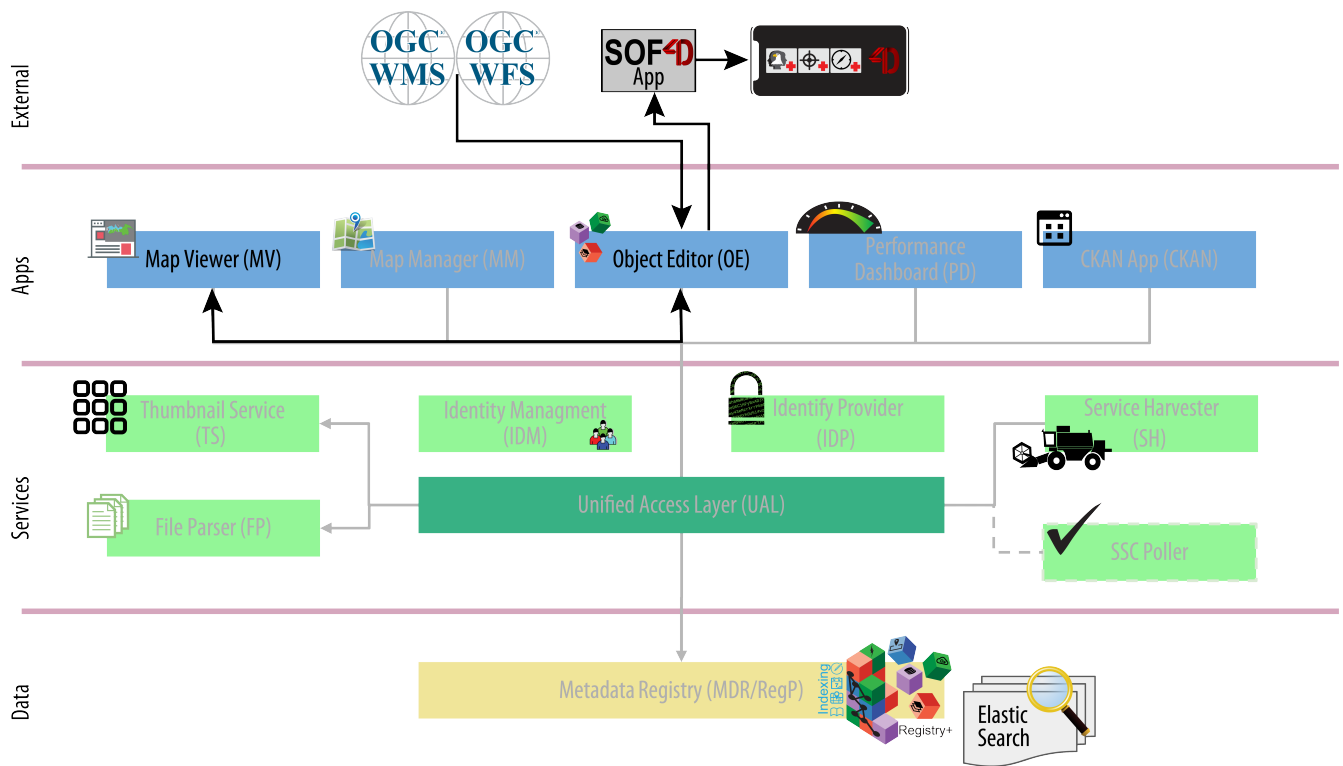 External
OGC
WMS
OGC
WFS
SOF4D
App
4D
Apps
Map Viewer (MV)
Map Manager (MM)
Object Editor (OE)
Performance
Dashboard (PD)
CKAN App (CKAN)
Services
Thumbnail Service
(TS)
Identity Managment
(IDM)
Identify Provider
(IDP)
Service Harvester
(SH)
File Parser (FP)
Unified Access Layer (UAL)
SSC Poller
Data
Metadata Registry (MDR/RegP)
Indexing
Registry+
Elastic
Search